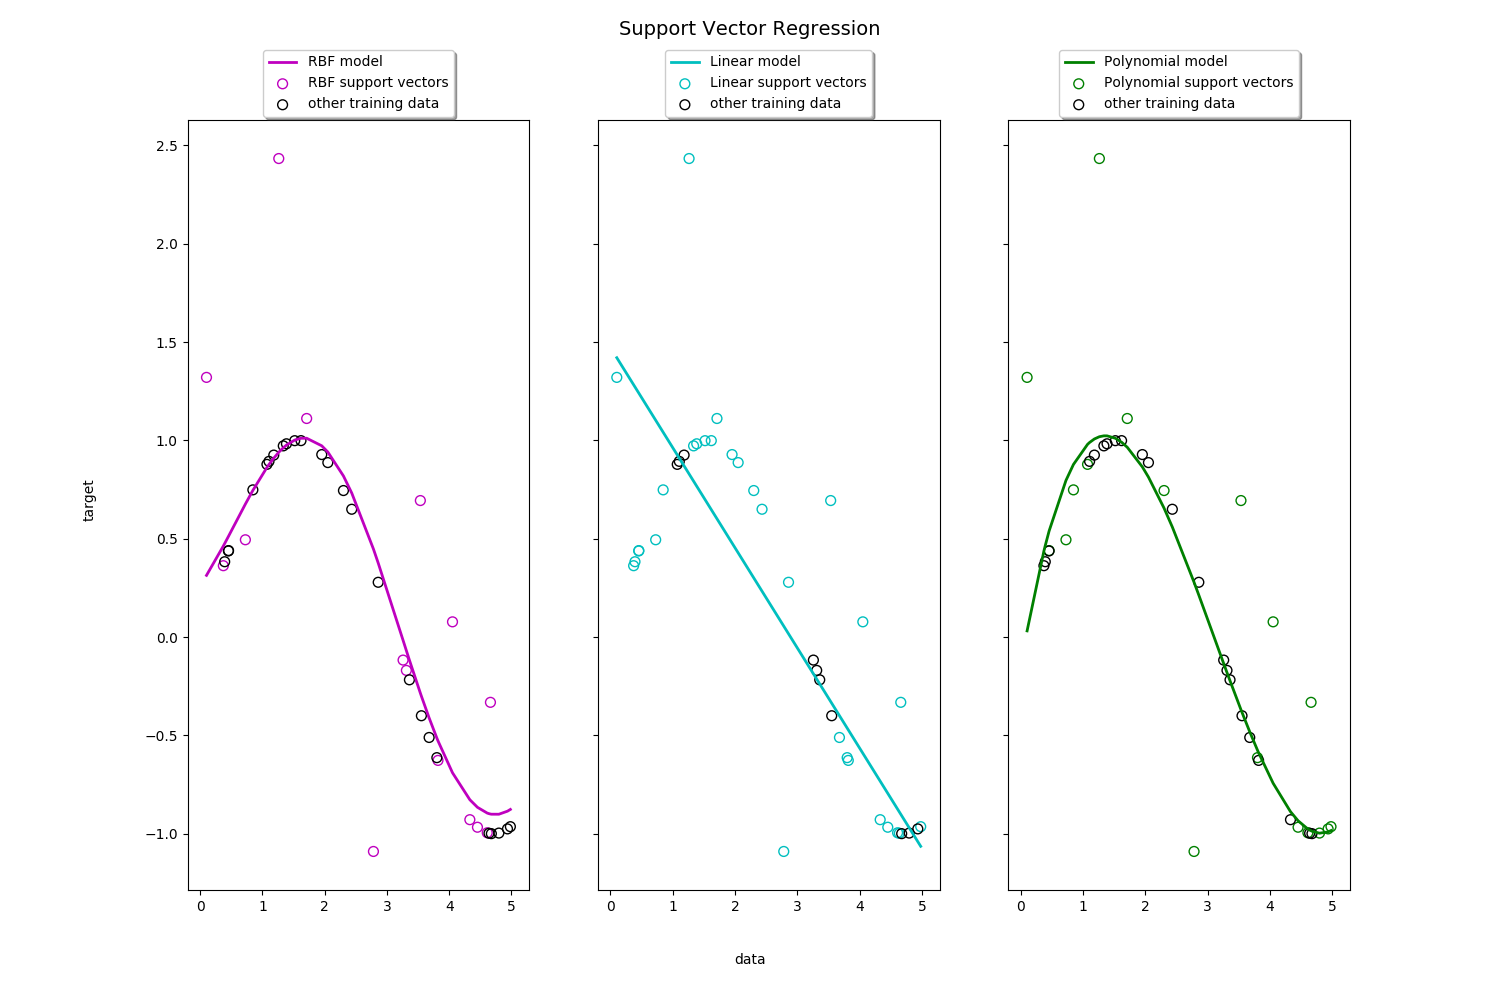 Support Vector Regression
RBF model
RBF support vectors
other training data
Linear model
Linear support vectors
other training data
Polynomial model
Polynomial support vectors
other training data
target
2.5
2.0
1.5
1.0
0.5
0.0
−0.5
−1.0
0 1 2 3 4 5
0 1 2 3 4 5
0 1 2 3 4 5
data